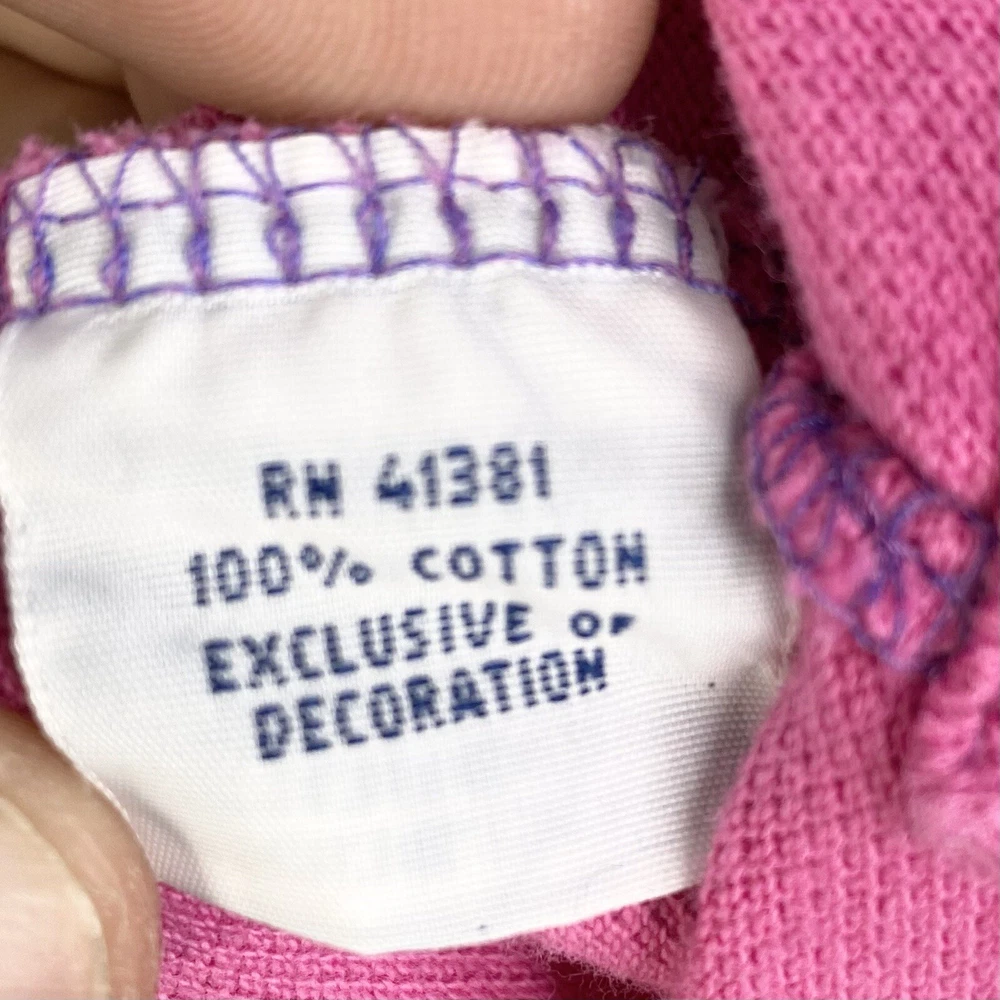 RN 41381
100% COTTON
EXCLUSIVE OF
DECORATION